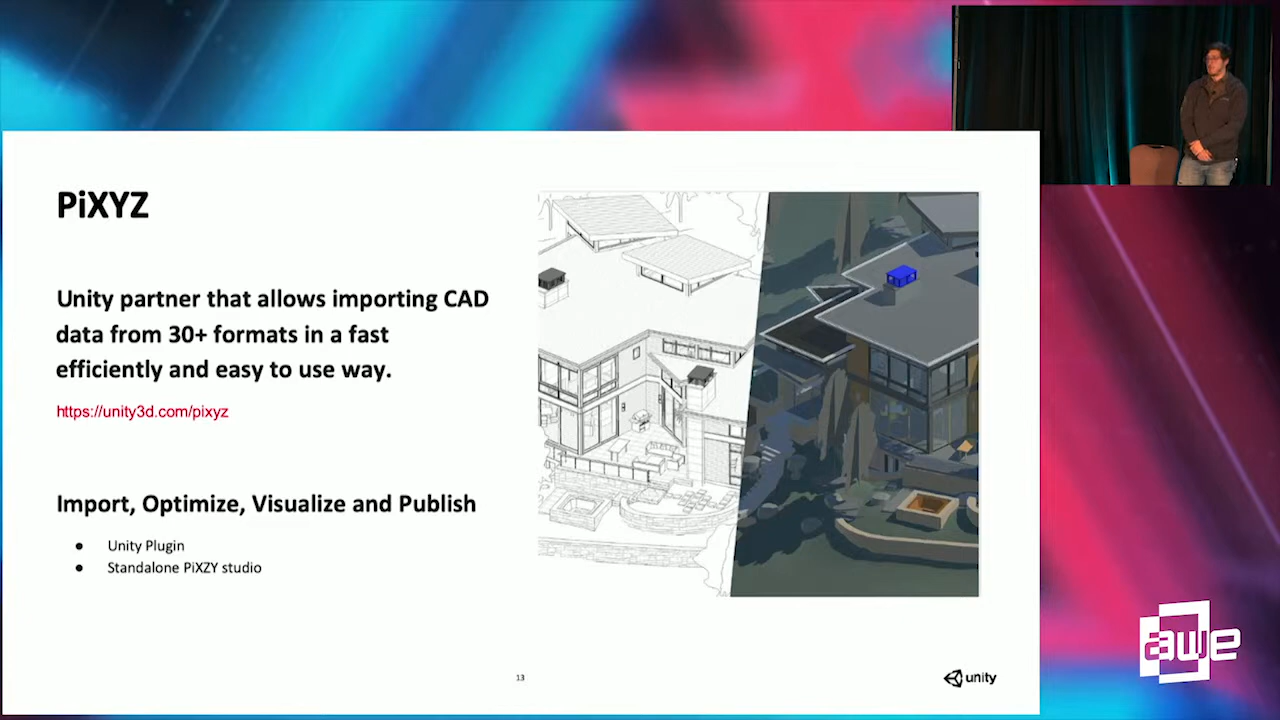 PiXYZ
Unity partner that allows importing CAD
data from 30+ formats in a fast
efficiently and easy to use way.
https://unity3d.com/pixyz
Import, Optimize, Visualize and Publish
● Unity Plugin
● Standalone PiXZY studio
13
unity
awe